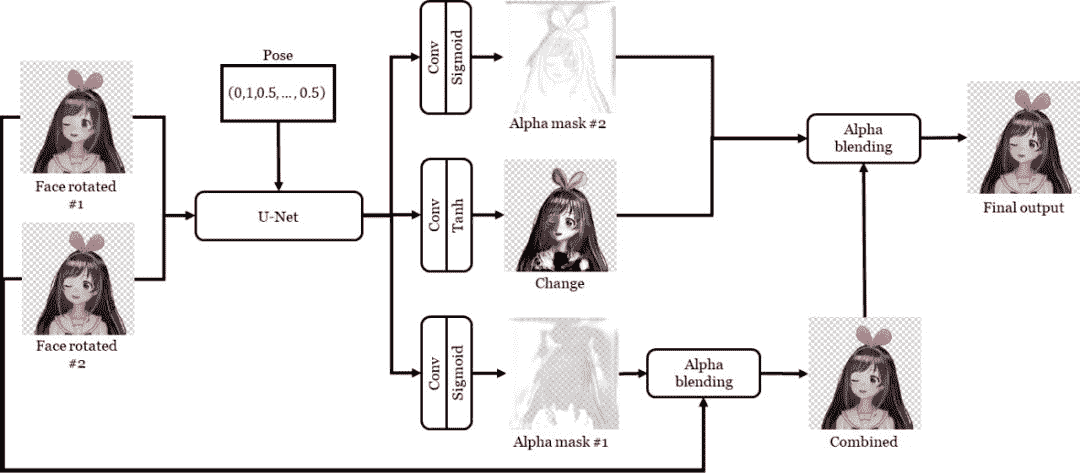 Pose
(0,1,0.5, ... , 0.5)
Face rotated
#1
Face rotated
#2
U-Net
Conv
Sigmoid
Alpha mask #2
Conv
Tanh
Change
Conv
Sigmoid
Alpha mask #1
Alpha
blending
Combined
Alpha
blending
Final output